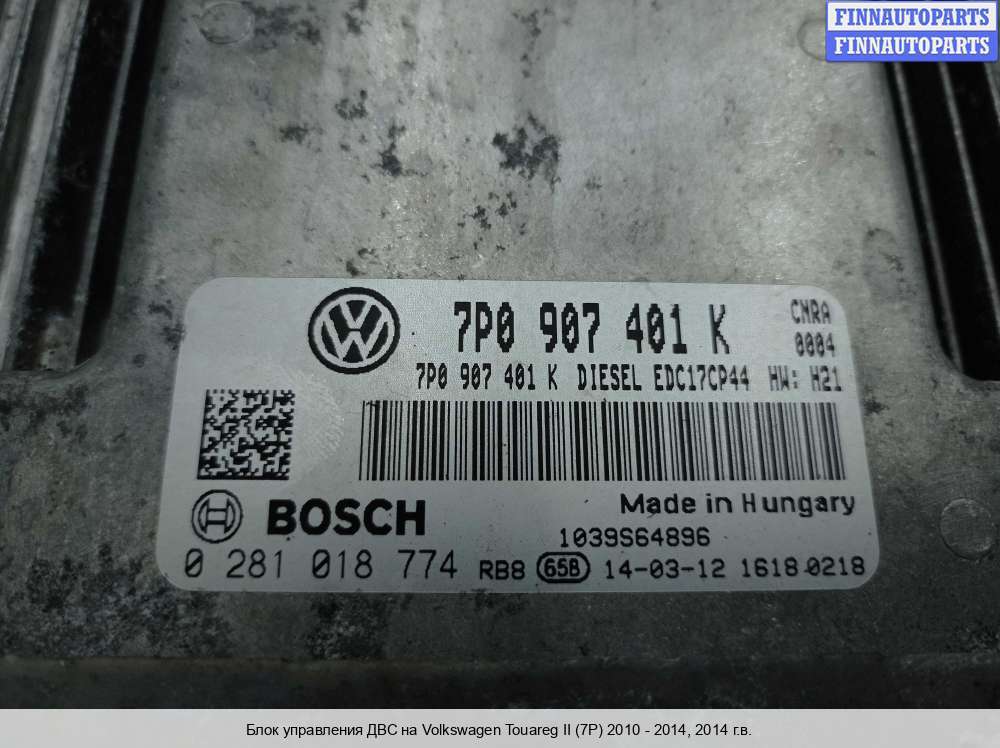 FINNAUTOPARTS
FINNAUTOPARTS
7P0 907 401 K CNRA
0004
7P0 907 401 K DIESEL EDC17CP44 HW: H21
BOSCH Made in Hungary
1039S64896
0 281 018 774 RB8 65B 14-03-12 1618 0218
Блок управления ДВС на Volkswagen Touareg II (7P) 2010 - 2014, 2014 г.в.